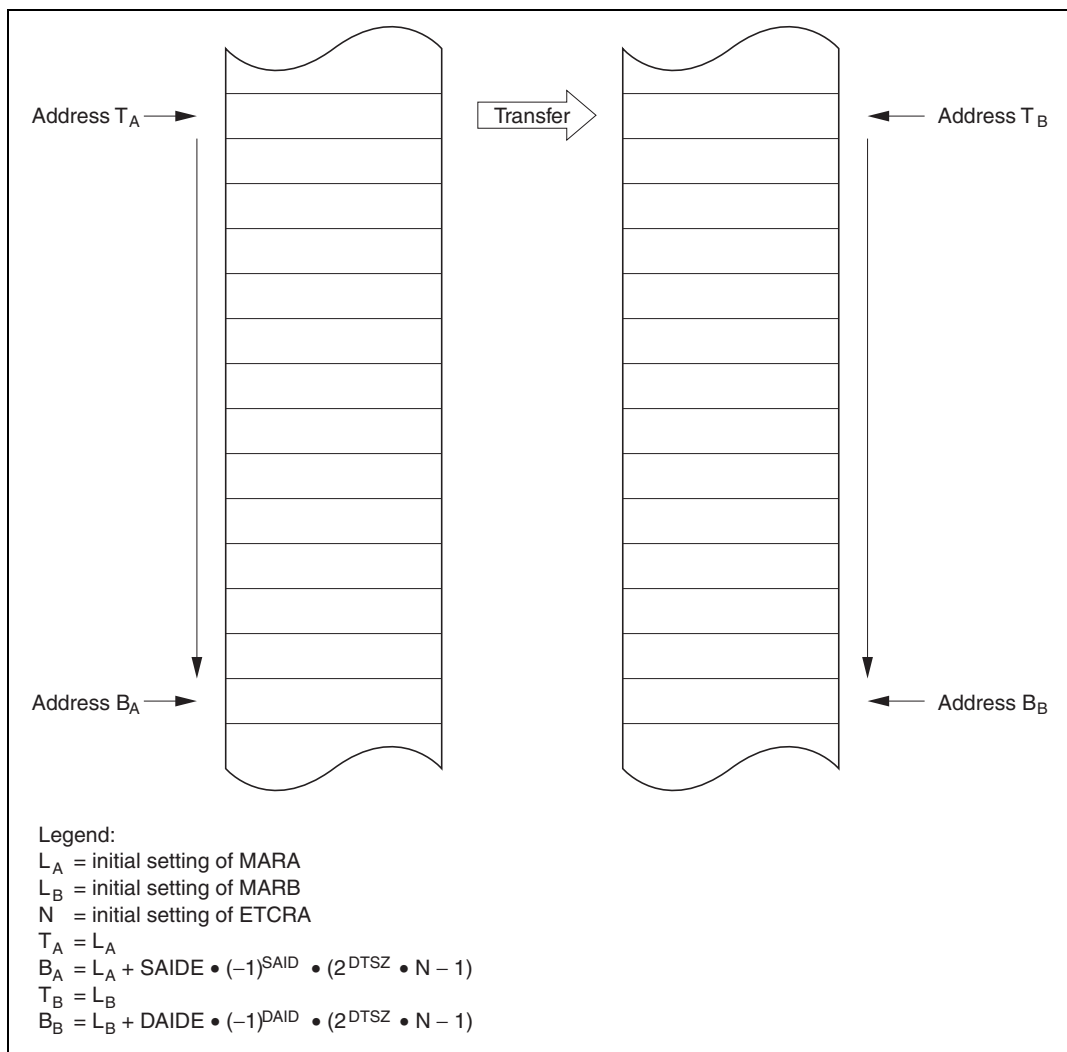 Address T_A
Transfer
Address T_B
Address B_A
Address B_B
Legend:
L_A = initial setting of MARA
L_B = initial setting of MARB
N = initial setting of ETCRA
T_A = L_A
B_A = L_A + SAIDE • (–1)^SAID • (2^DTSZ • N – 1)
T_B = L_B
B_B = L_B + DAIDE • (–1)^DAID • (2^DTSZ • N – 1)